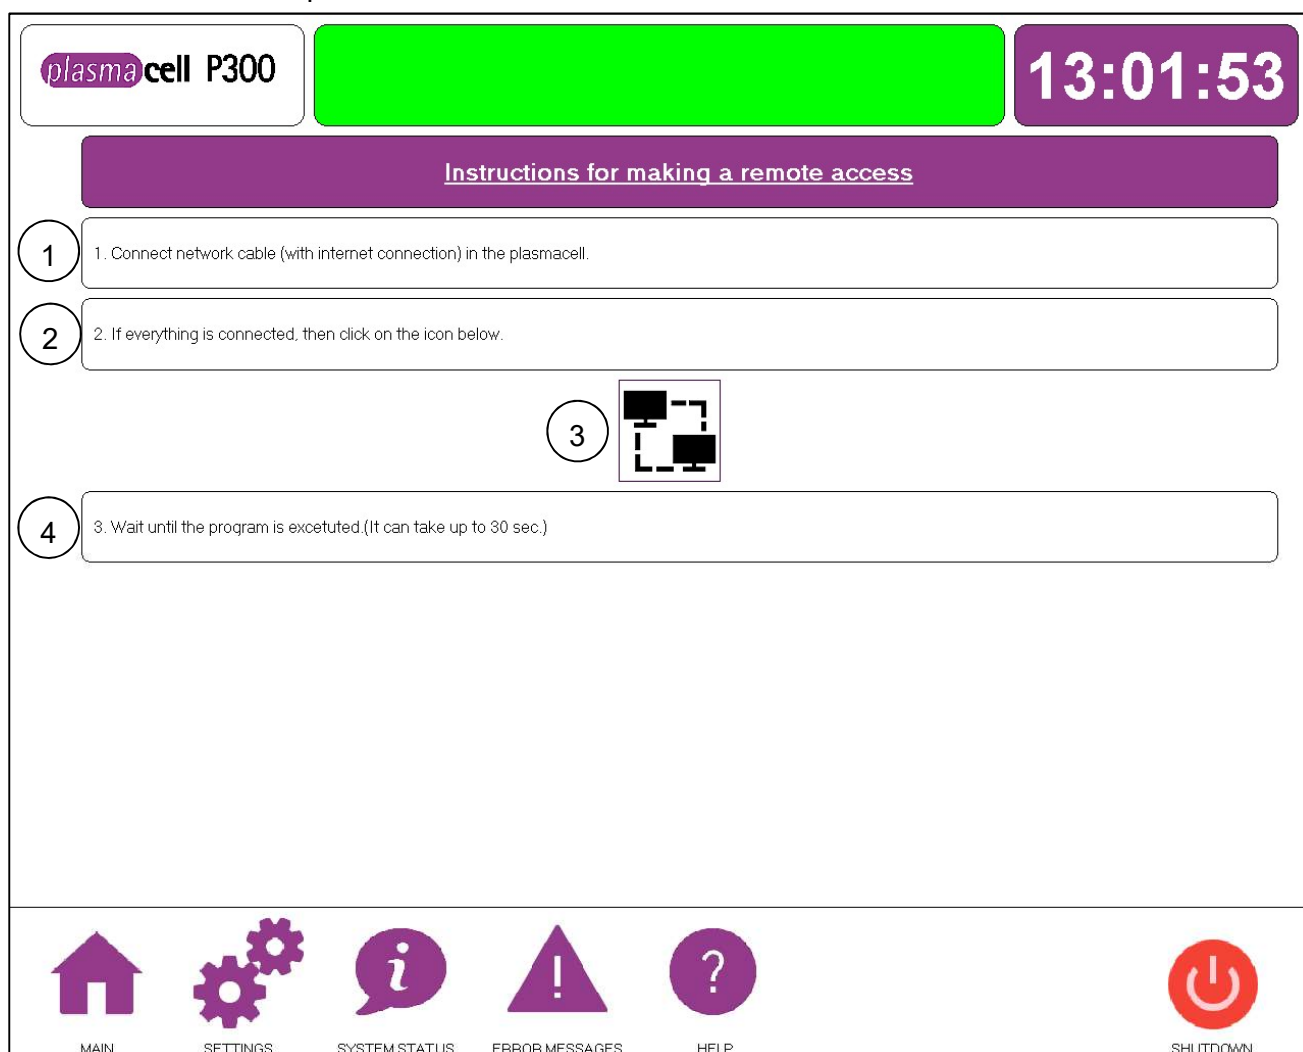 plasmacell P300
13:01:53
Instructions for making a remote access
1
1. Connect network cable (with internet connection) in the plasmacell.
2
2. If everything is connected, then click on the icon below.
3
4
3. Wait until the program is excetuted.(It can take up to 30 sec.)
MAIN SETTINGS SYSTEM STATUS ERROR MESSAGES HELP SHUTDOWN